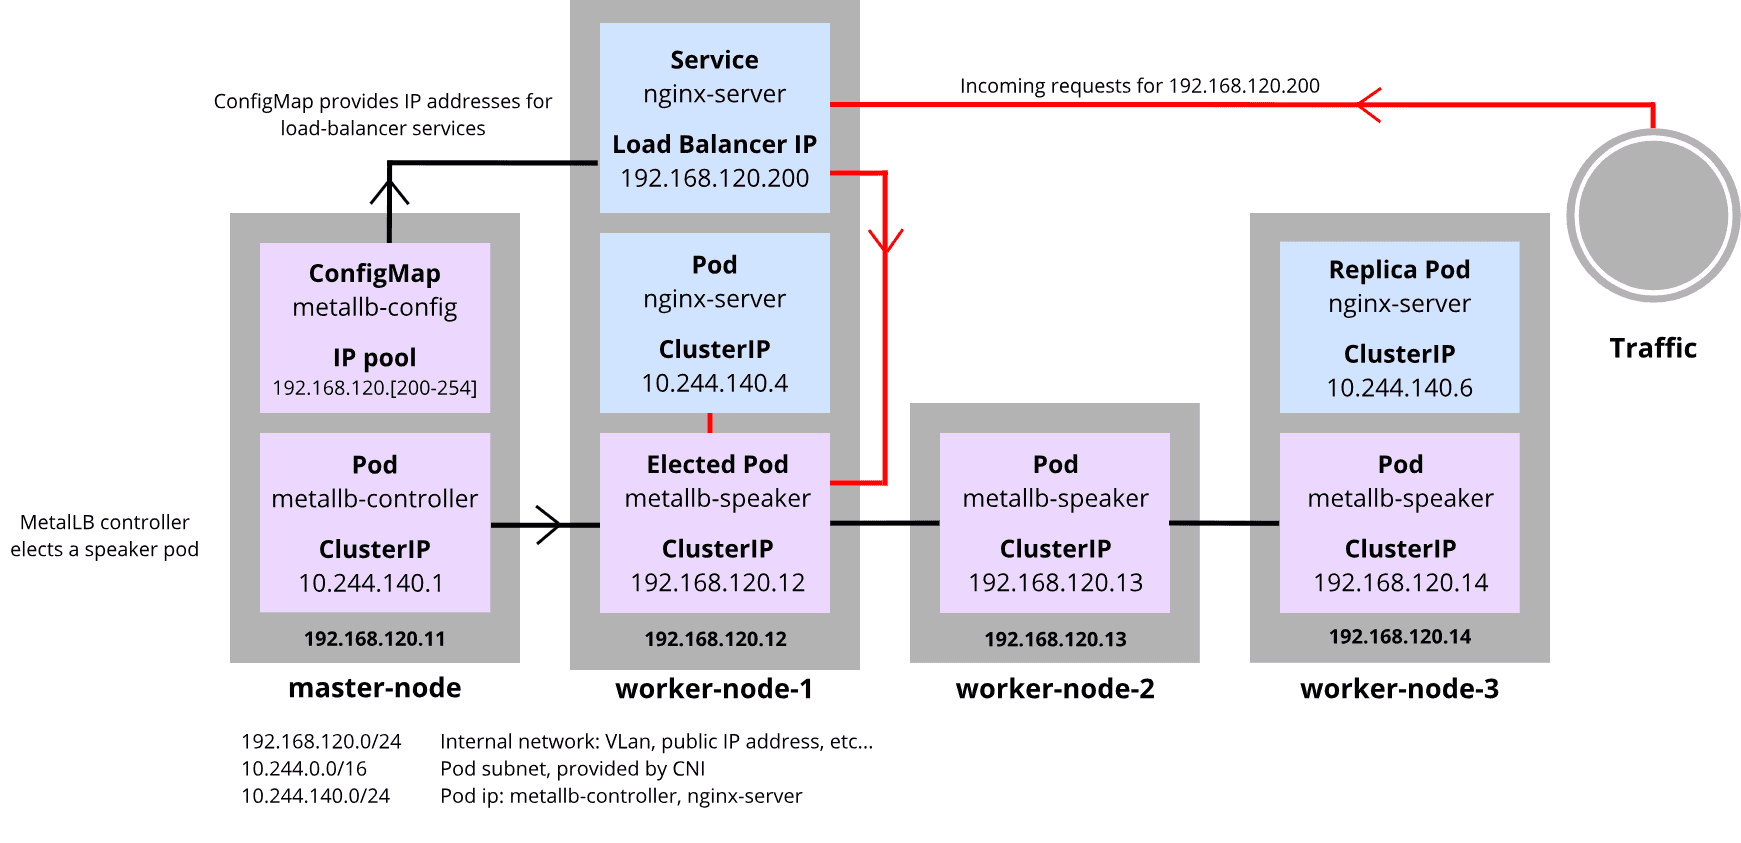 ConfigMap provides IP addresses for
load-balancer services
Service
nginx-server
Load Balancer IP
192.168.120.200
Incoming requests for 192.168.120.200
Traffic
ConfigMap
metallb-config
IP pool
192.168.120.[200-254]
Pod
nginx-server
ClusterIP
10.244.140.4
Replica Pod
nginx-server
ClusterIP
10.244.140.6
MetalLB controller
elects a speaker pod
Pod
metallb-controller
ClusterIP
10.244.140.1
192.168.120.11
master-node
Elected Pod
metallb-speaker
ClusterIP
192.168.120.12
192.168.120.12
worker-node-1
Pod
metallb-speaker
ClusterIP
192.168.120.13
192.168.120.13
worker-node-2
Pod
metallb-speaker
ClusterIP
192.168.120.14
192.168.120.14
worker-node-3
192.168.120.0/24 Internal network: VLan, public IP address, etc...
10.244.0.0/16 Pod subnet, provided by CNI
10.244.140.0/24 Pod ip: metallb-controller, nginx-server